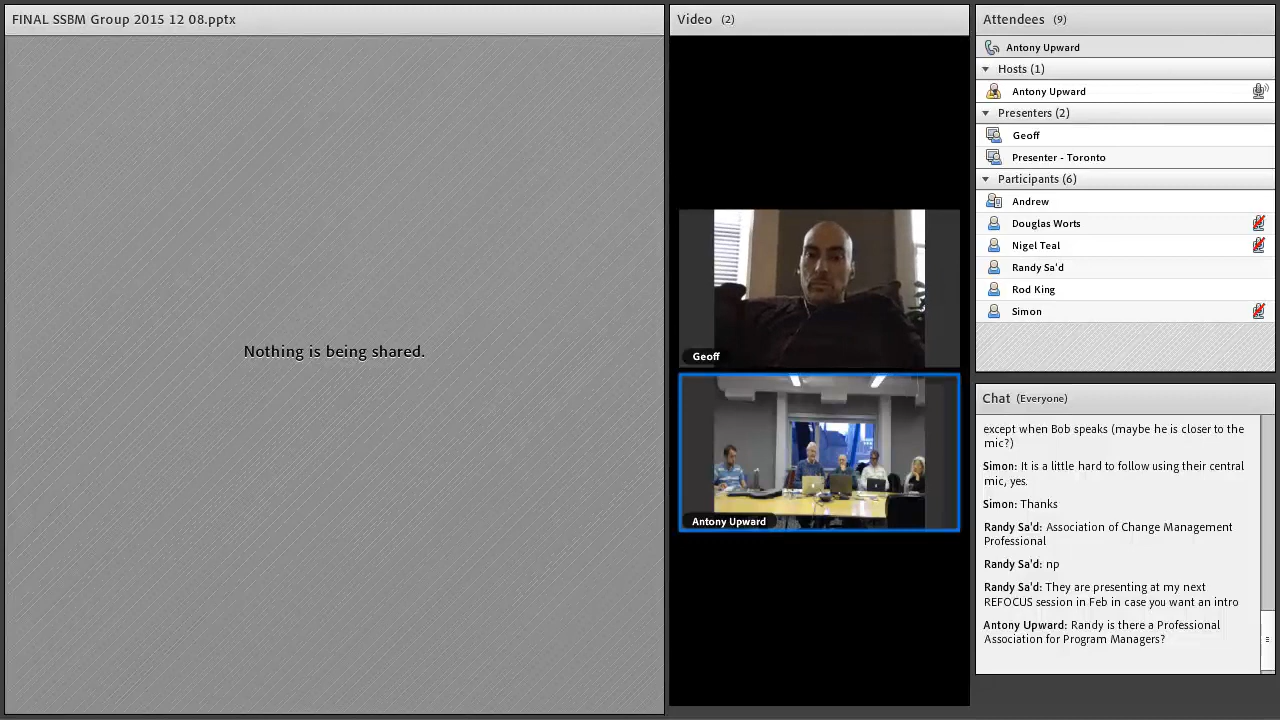 FINAL SSBM Group 2015 12 08.pptx
Nothing is being shared.
Video (2)
Geoff
Antony Upward
Attendees (9)
Antony Upward
Hosts (1)
Antony Upward
Presenters (2)
Geoff
Presenter - Toronto
Participants (6)
Andrew
Douglas Worts
Nigel Teal
Randy Sa'd
Rod King
Simon
Chat (Everyone)
except when Bob speaks (maybe he is closer to the
mic?)
Simon: It is a little hard to follow using their central
mic, yes.
Simon: Thanks
Randy Sa'd: Association of Change Management
Professional
Randy Sa'd: np
Randy Sa'd: They are presenting at my next
REFOCUS session in Feb in case you want an intro
Antony Upward: Randy is there a Professional
Association for Program Managers?